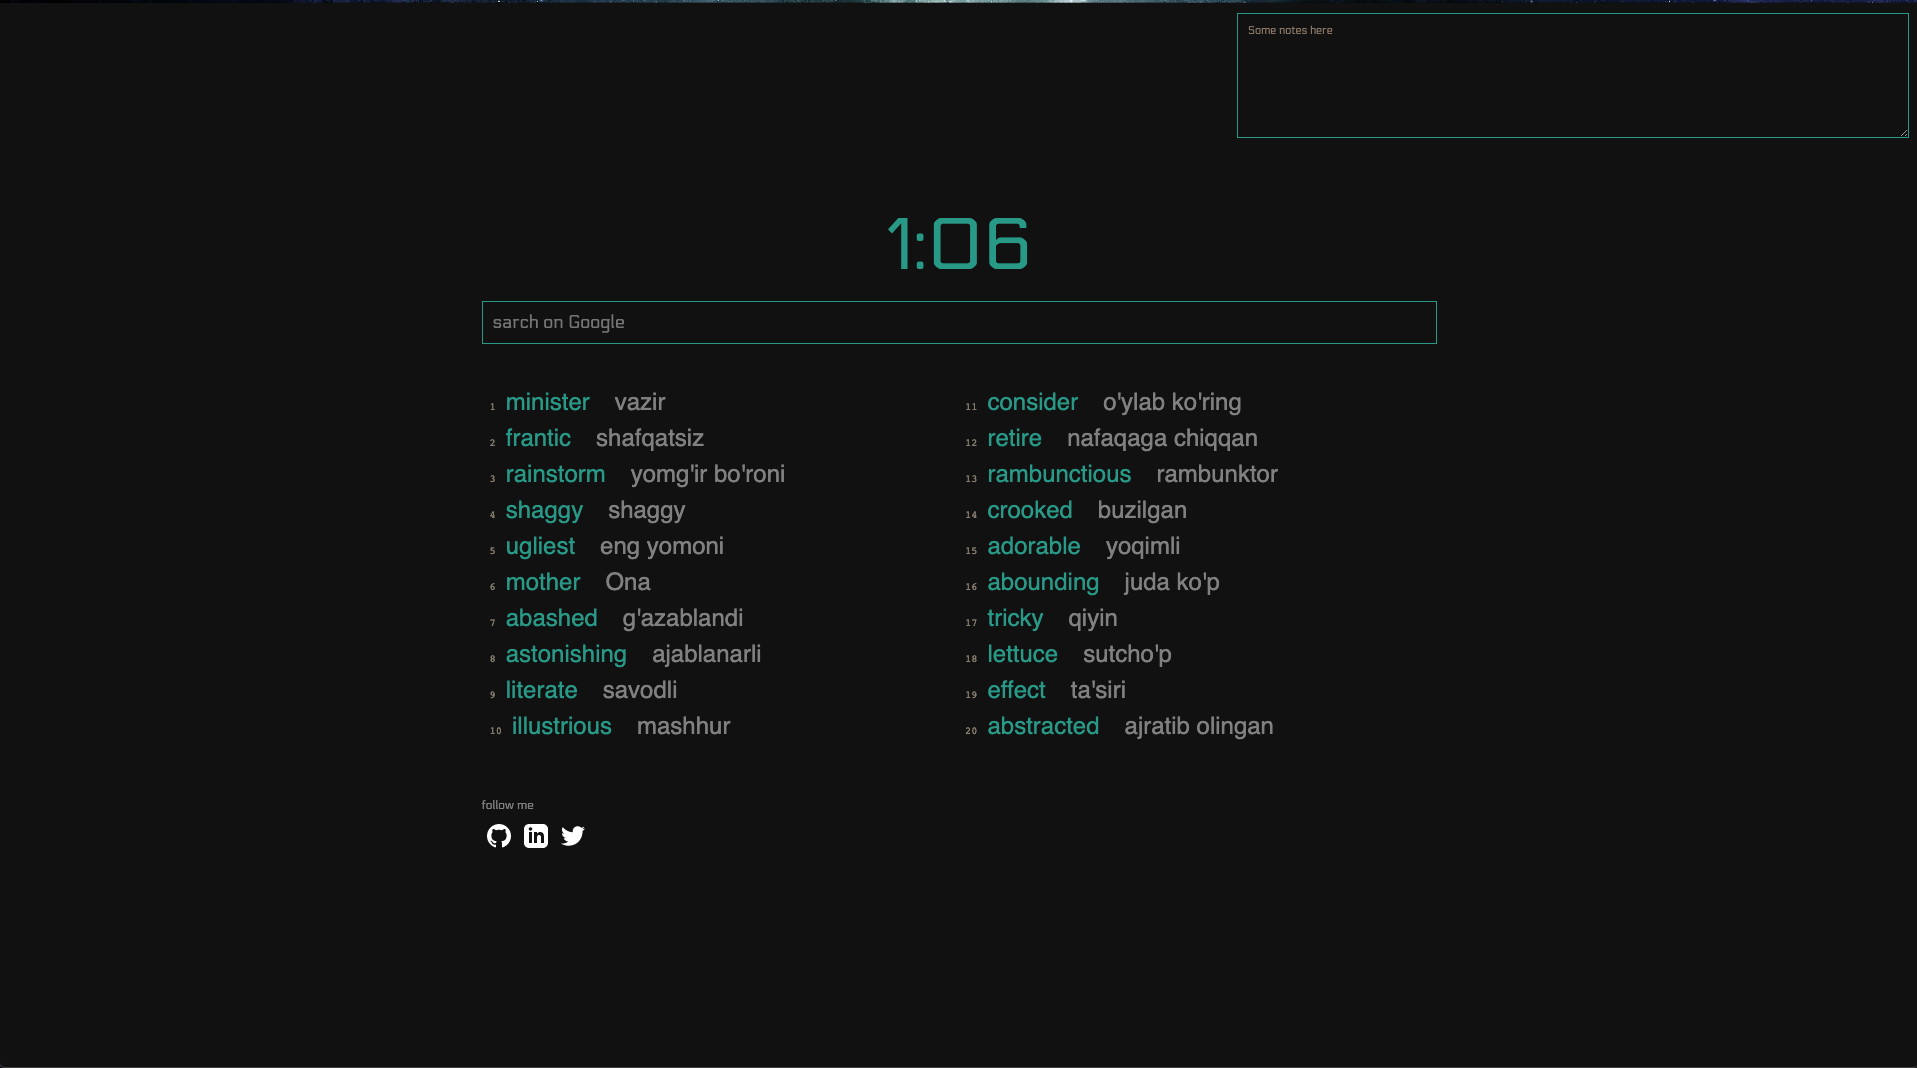 Some notes here
1:06
sarch on Google
1 minister vazir
2 frantic shafqatsiz
3 rainstorm yomg'ir bo'roni
4 shaggy shaggy
5 ugliest eng yomoni
6 mother Ona
7 abashed g'azablandi
8 astonishing ajablanarli
9 literate savodli
10 illustrious mashhur
11 consider o'ylab ko'ring
12 retire nafaqaga chiqqan
13 rambunctious rambunktor
14 crooked buzilgan
15 adorable yoqimli
16 abounding juda ko'p
17 tricky qiyin
18 lettuce sutcho'p
19 effect ta'siri
20 abstracted ajratib olingan
follow me
in